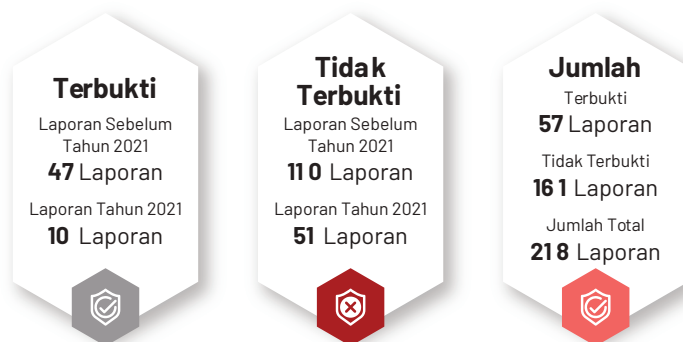 Terbukti
Laporan Sebelum
Tahun 2021
47 Laporan
Laporan Tahun 2021
10 Laporan
Tidak
Terbukti
Laporan Sebelum
Tahun 2021
110 Laporan
Laporan Tahun 2021
51 Laporan
Jumlah
Terbukti
57 Laporan
Tidak Terbukti
161 Laporan
Jumlah Total
218 Laporan